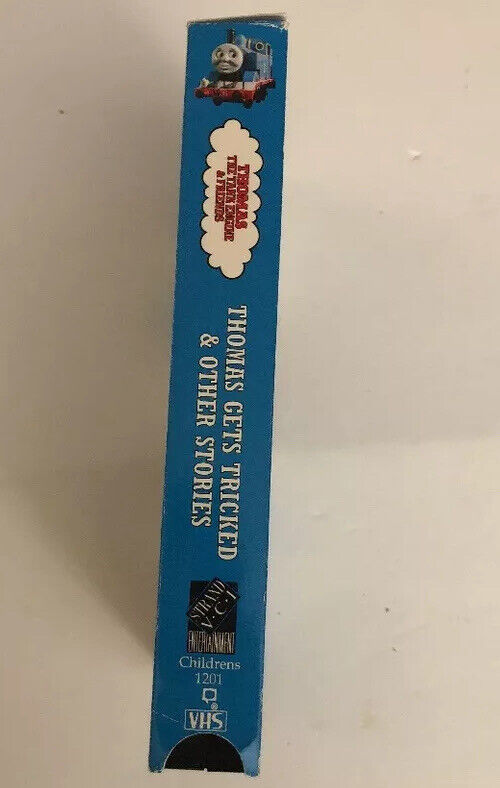 THOMAS
THE TANK ENGINE
& FRIENDS
THOMAS GETS TRICKED
& OTHER STORIES
STRAND
V·C·I
ENTERTAINMENT
Childrens
1201
®
VHS